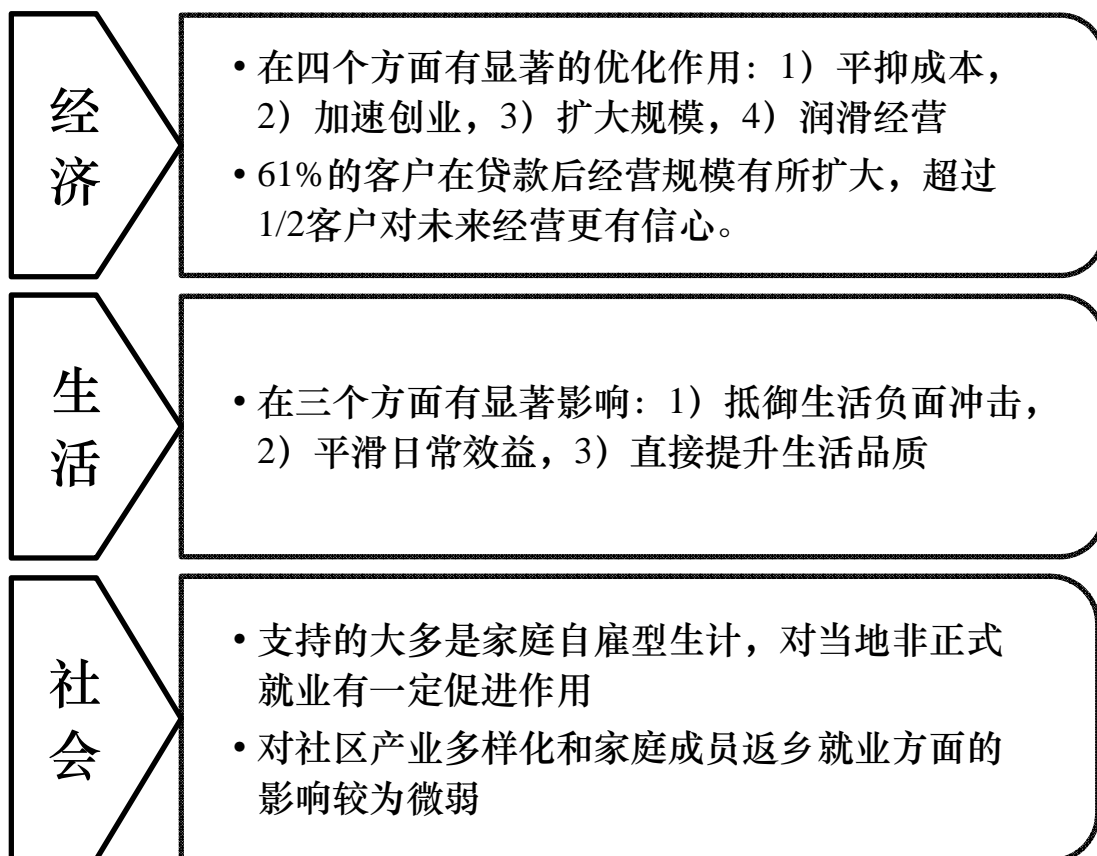 经
济
• 在四个方面有显著的优化作用：1）平抑成本，
2）加速创业，3）扩大规模，4）润滑经营
• 61%的客户在贷款后经营规模有所扩大，超过
1/2客户对未来经营更有信心。
生
活
• 在三个方面有显著影响：1）抵御生活负面冲击，
2）平滑日常效益，3）直接提升生活品质
社
会
• 支持的大多是家庭自雇型生计，对当地非正式
就业有一定促进作用
• 对社区产业多样化和家庭成员返乡就业方面的
影响较为微弱